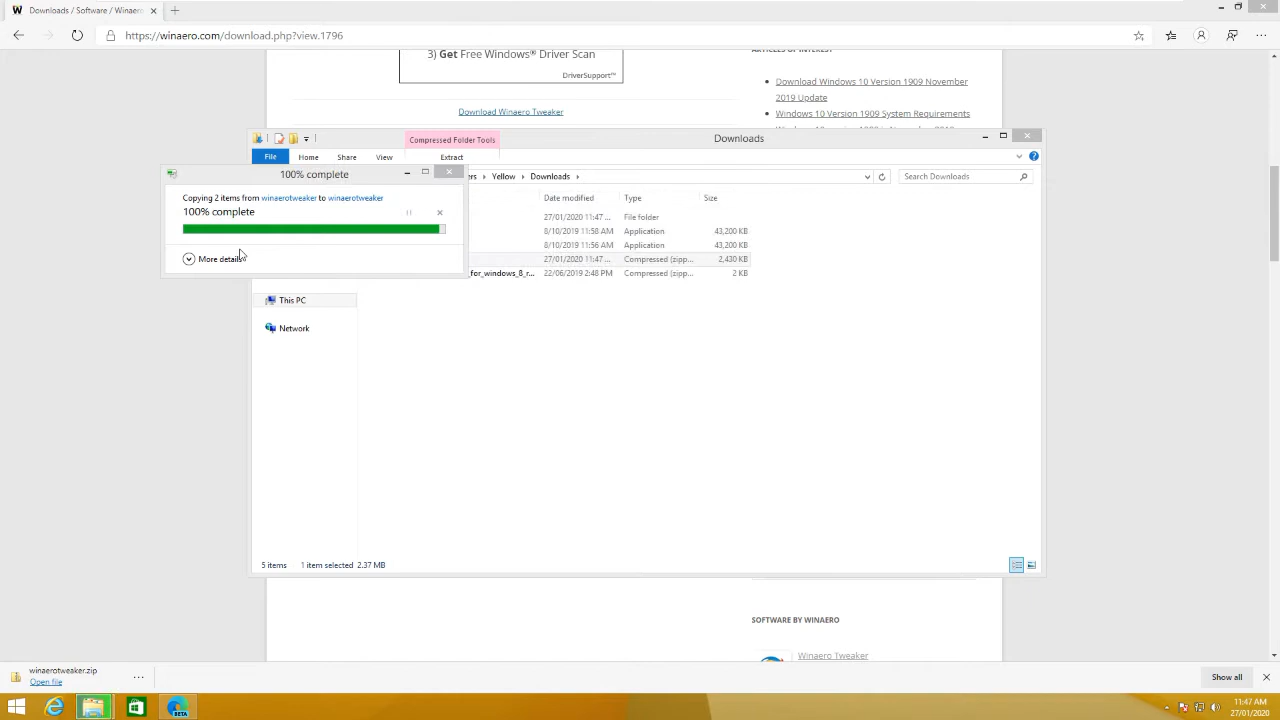 Downloads / Software / Winaero
https://winaero.com/download.php?view.1796
3) Get Free Windows® Driver Scan
DriverSupport™
Download Winaero Tweaker
ARTICLES OF INTEREST
Download Windows 10 Version 1909 November
2019 Update
Windows 10 Version 1909 System Requirements
Compressed Folder Tools
Downloads
File
Home
Share
View
Extract
Yellow
Downloads
Search Downloads
100% complete
Copying 2 items from winaerotweaker to winaerotweaker
100% complete
More details
Date modified
Type
Size
27/01/2020 11:47 ...
File folder
8/10/2019 11:58 AM
Application
43,200 KB
8/10/2019 11:56 AM
Application
43,200 KB
27/01/2020 11:47 ...
Compressed (zipp...
2,430 KB
_for_windows_8_r...
22/06/2019 2:48 PM
Compressed (zipp...
2 KB
This PC
Network
5 items
1 item selected
2.37 MB
SOFTWARE BY WINAERO
Winaero Tweaker
winaerotweaker.zip
Open file
Show all
BETA
11:47 AM
27/01/2020